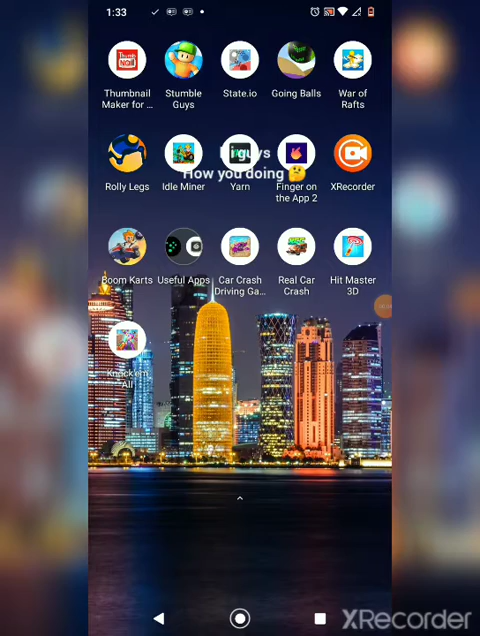 1:33
Thumbnail
Maker for ...
Stumble
Guys
State.io
Going Balls
War of
Rafts
guys
How you doing 🤔
Rolly Legs
Idle Miner
Yarn
Finger on
the App 2
XRecorder
Boom Karts
Useful Apps
Car Crash
Driving Ga...
Real Car
Crash
Hit Master
3D
Knock'em
All
XRecorder